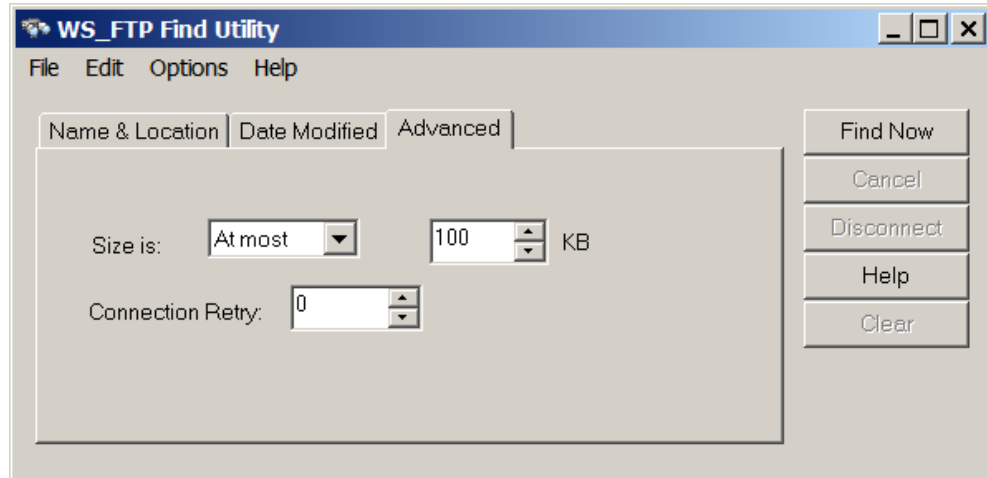 WS_FTP Find Utility
File Edit Options Help
Name & Location Date Modified Advanced
Find Now
Cancel
Size is: At most 100 KB
Disconnect
Help
Connection Retry: 0
Clear